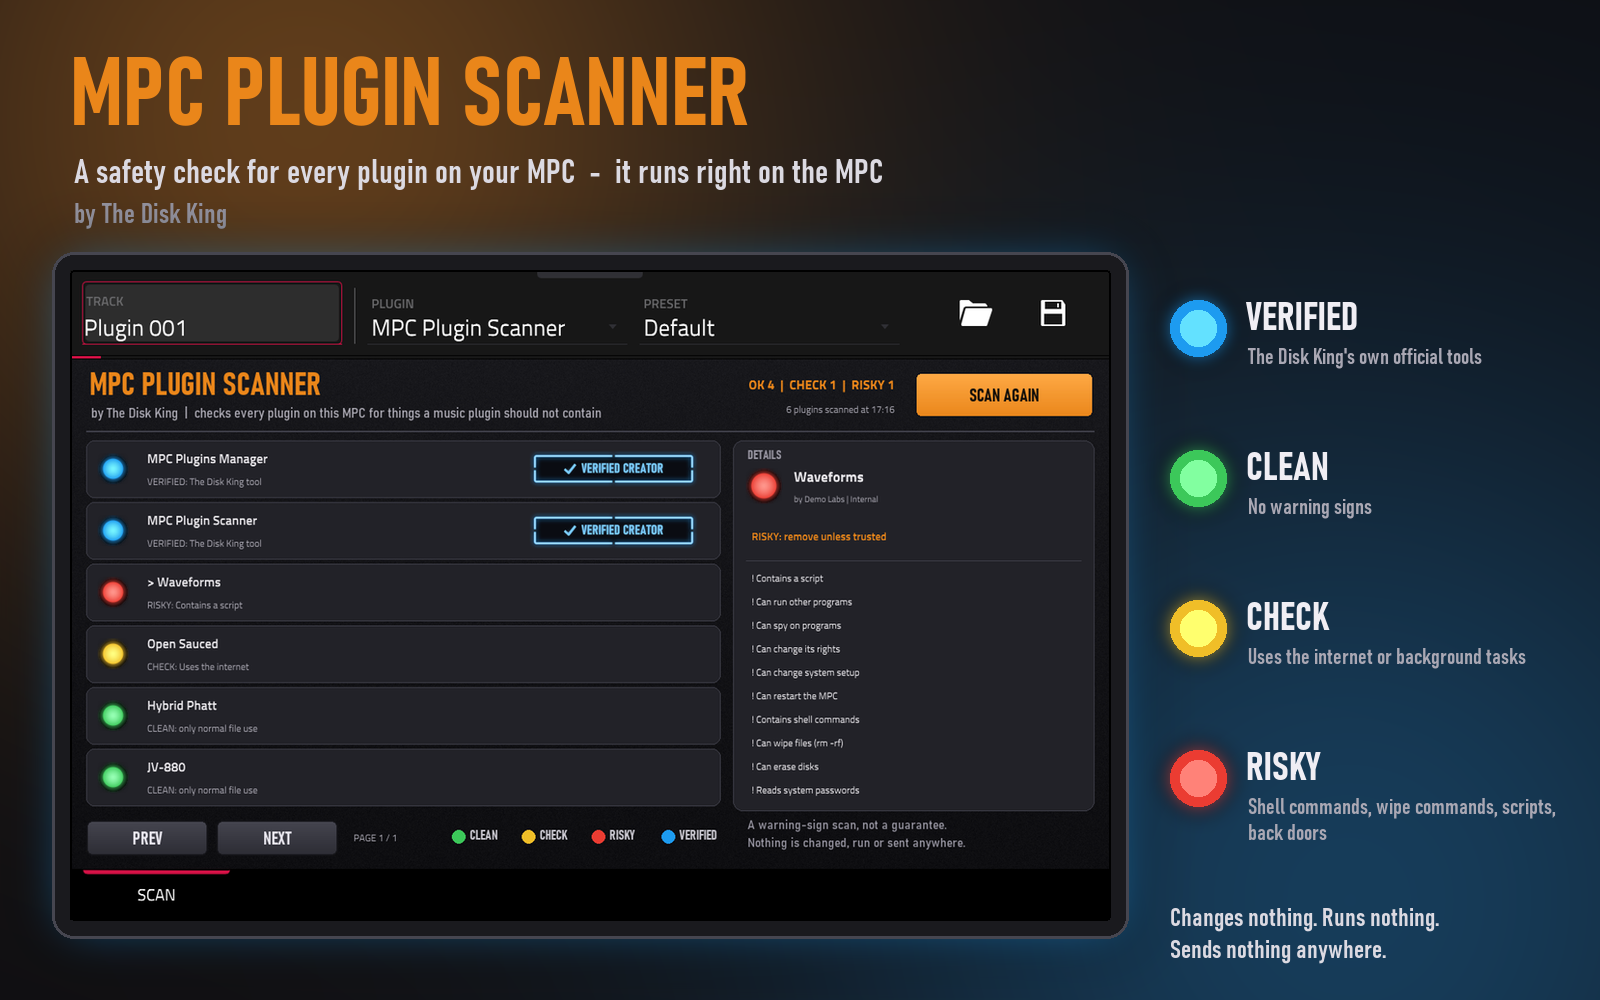 MPC PLUGIN SCANNER
A safety check for every plugin on your MPC - it runs right on the MPC
by The Disk King
TRACK
Plugin 001
PLUGIN
MPC Plugin Scanner
PRESET
Default
MPC PLUGIN SCANNER
by The Disk King | checks every plugin on this MPC for things a music plugin should not contain
OK 4 | CHECK 1 | RISKY 1
6 plugins scanned at 17:16
SCAN AGAIN
MPC Plugins Manager
VERIFIED: The Disk King tool
✓ VERIFIED CREATOR
MPC Plugin Scanner
VERIFIED: The Disk King tool
✓ VERIFIED CREATOR
> Waveforms
RISKY: Contains a script
Open Sauced
CHECK: Uses the internet
Hybrid Phatt
CLEAN: only normal file use
JV-880
CLEAN: only normal file use
DETAILS
Waveforms
by Demo Labs | Internal
RISKY: remove unless trusted
! Contains a script
! Can run other programs
! Can spy on programs
! Can change its rights
! Can change system setup
! Can restart the MPC
! Contains shell commands
! Can wipe files (rm -rf)
! Can erase disks
! Reads system passwords
PREV
NEXT
PAGE 1 / 1
CLEAN
CHECK
RISKY
VERIFIED
A warning-sign scan, not a guarantee.
Nothing is changed, run or sent anywhere.
SCAN
VERIFIED
The Disk King's own official tools
CLEAN
No warning signs
CHECK
Uses the internet or background tasks
RISKY
Shell commands, wipe commands, scripts,
back doors
Changes nothing. Runs nothing.
Sends nothing anywhere.